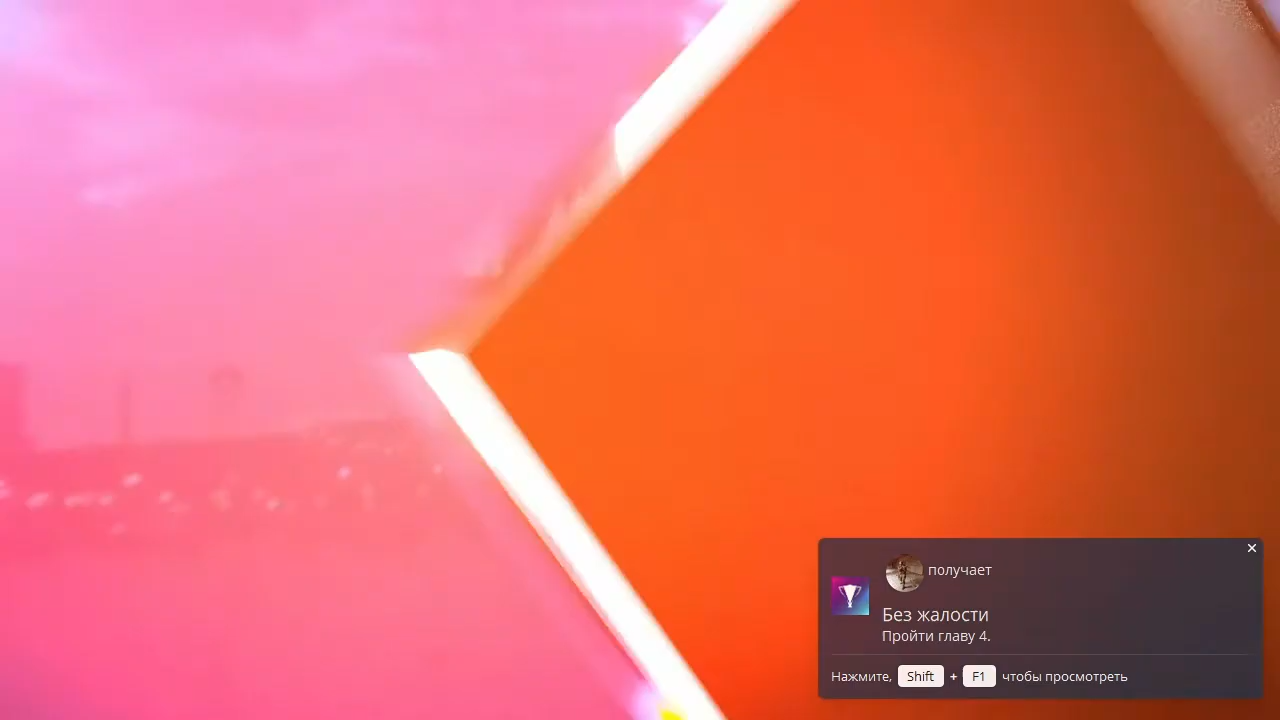 получает
Без жалости
Пройти главу 4.
Нажмите, Shift + F1 чтобы просмотреть